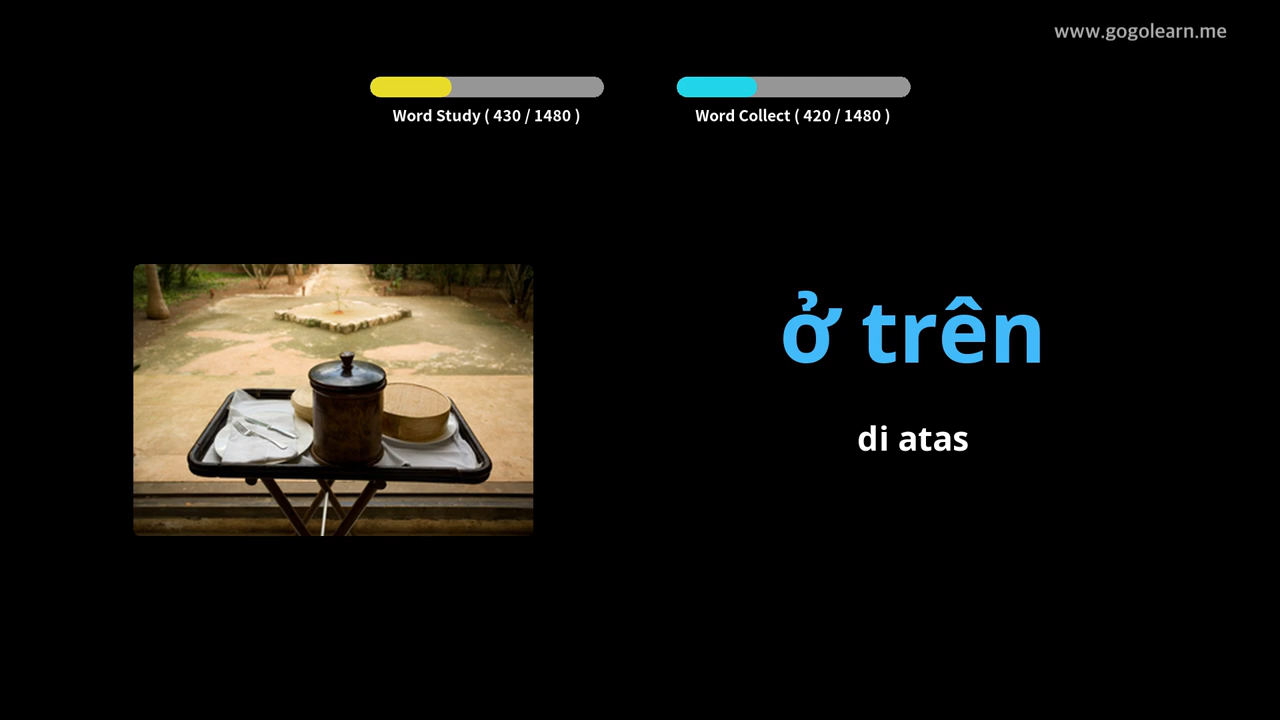 www.gogolearn.me
Word Study ( 430 / 1480 )
Word Collect ( 420 / 1480 )
ở trên
di atas